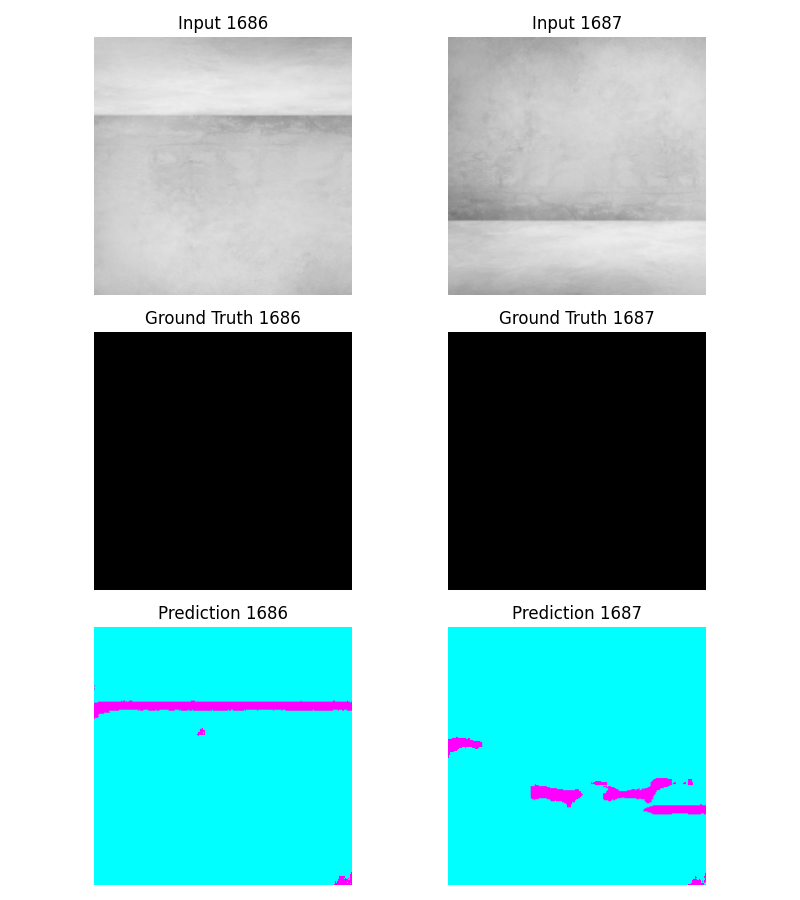 Input 1686
Input 1687
Ground Truth 1686
Ground Truth 1687
Prediction 1686
Prediction 1687